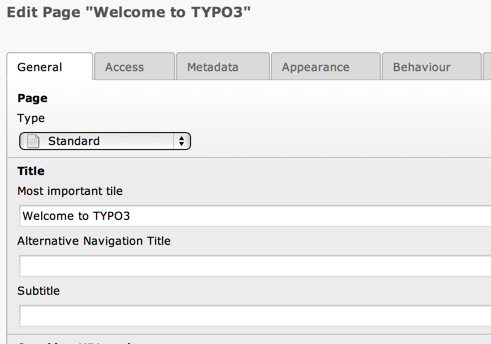 Edit Page "Welcome to TYPO3"
General Access Metadata Appearance Behaviour
Page
Type
Standard
Title
Most important tile
Welcome to TYPO3
Alternative Navigation Title
Subtitle